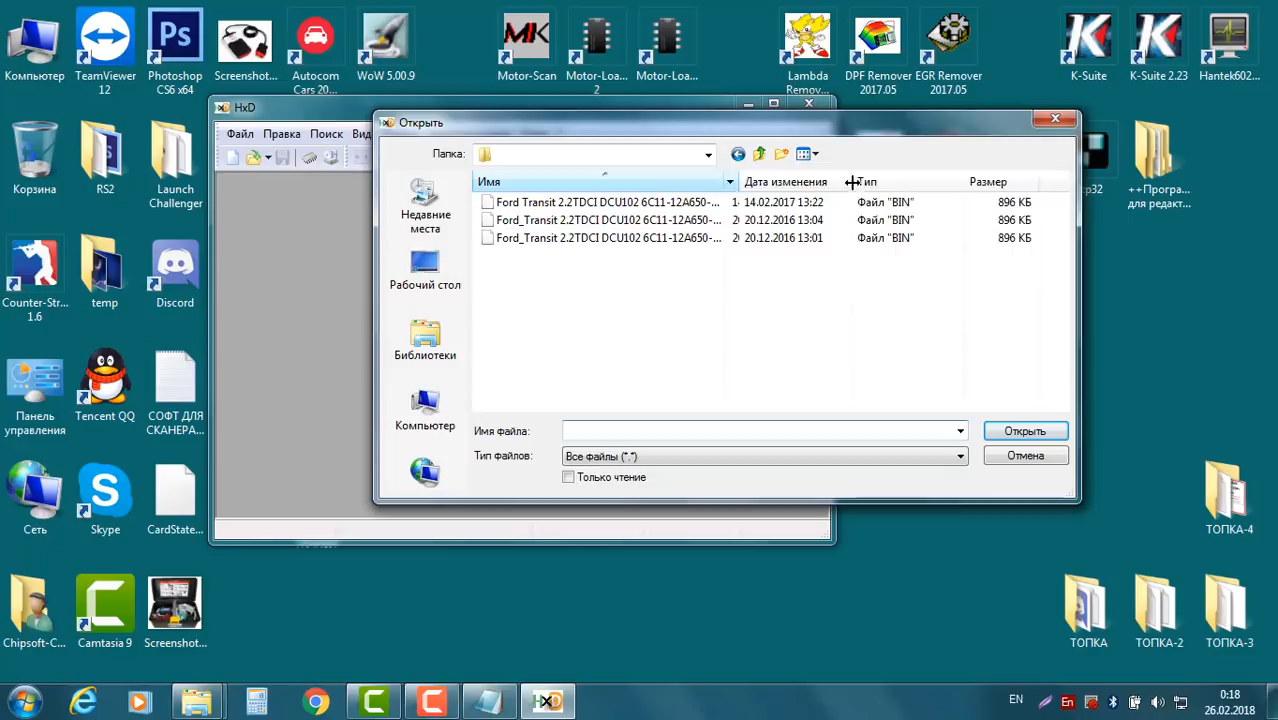 Компьютер
TeamViewer
12
Ps
Photoshop
CS6 x64
Screenshot...
Autocom
Cars 20...
WoW 5.00.9
MK
Motor-Scan
Motor-Loa...
2
Motor-Loa...
Lambda
Remov...
DPF Remover
2017.05
EGR Remover
2017.05
K-Suite
K-Suite 2.23
Hantek602...
HxD
Файл
Правка
Поиск
Вид
Открыть
Папка:
Недавние
места
Рабочий стол
Библиотеки
Компьютер
Имя
Дата изменения
Тип
Размер
Ford Transit 2.2TDCI DCU102 6C11-12A650-...
14.02.2017 13:22
Файл "BIN"
896 КБ
Ford_Transit 2.2TDCI DCU102 6C11-12A650-...
20.12.2016 13:04
Файл "BIN"
896 КБ
Ford_Transit 2.2TDCI DCU102 6C11-12A650-...
20.12.2016 13:01
Файл "BIN"
896 КБ
Имя файла:
Открыть
Тип файлов:
Все файлы (*.*)
Отмена
Только чтение
Корзина
RS2
Launch
Challenger
tp32
++Програ...
для...
Counter-Str...
1.6
temp
Discord
Панель
управления
Tencent QQ
СОФТ ДЛЯ
СКАНЕРА...
Сеть
Skype
CardState...
Chipsoft-C...
Camtasia 9
Screenshot...
ТОПКА-4
ТОПКА
ТОПКА-2
ТОПКА-3
EN
En
0:18
26.02.2018